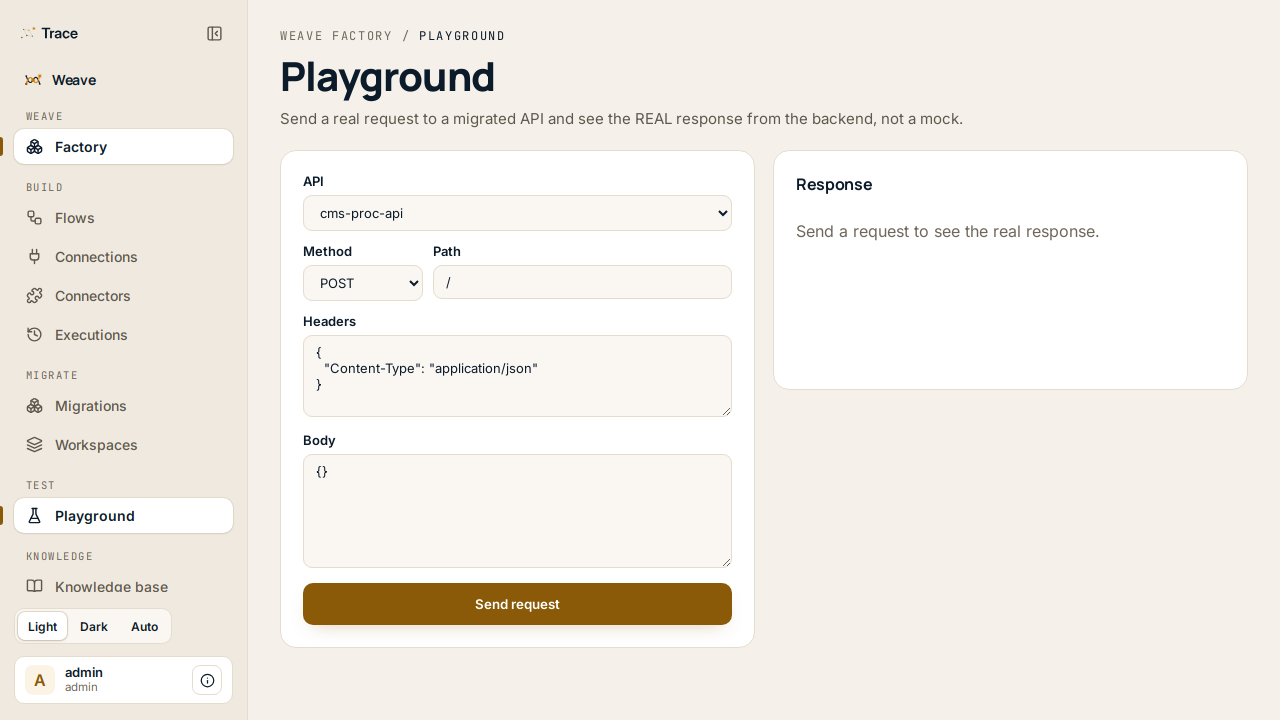 Trace
Weave
WEAVE
Factory
BUILD
Flows
Connections
Connectors
Executions
MIGRATE
Migrations
Workspaces
TEST
Playground
KNOWLEDGE
Knowledge base
Light Dark Auto
A
admin
admin
WEAVE FACTORY / PLAYGROUND
Playground
Send a real request to a migrated API and see the REAL response from the backend, not a mock.
API
cms-proc-api
Method Path
POST /
Headers
{
"Content-Type": "application/json"
}
Body
{}
Send request
Response
Send a request to see the real response.